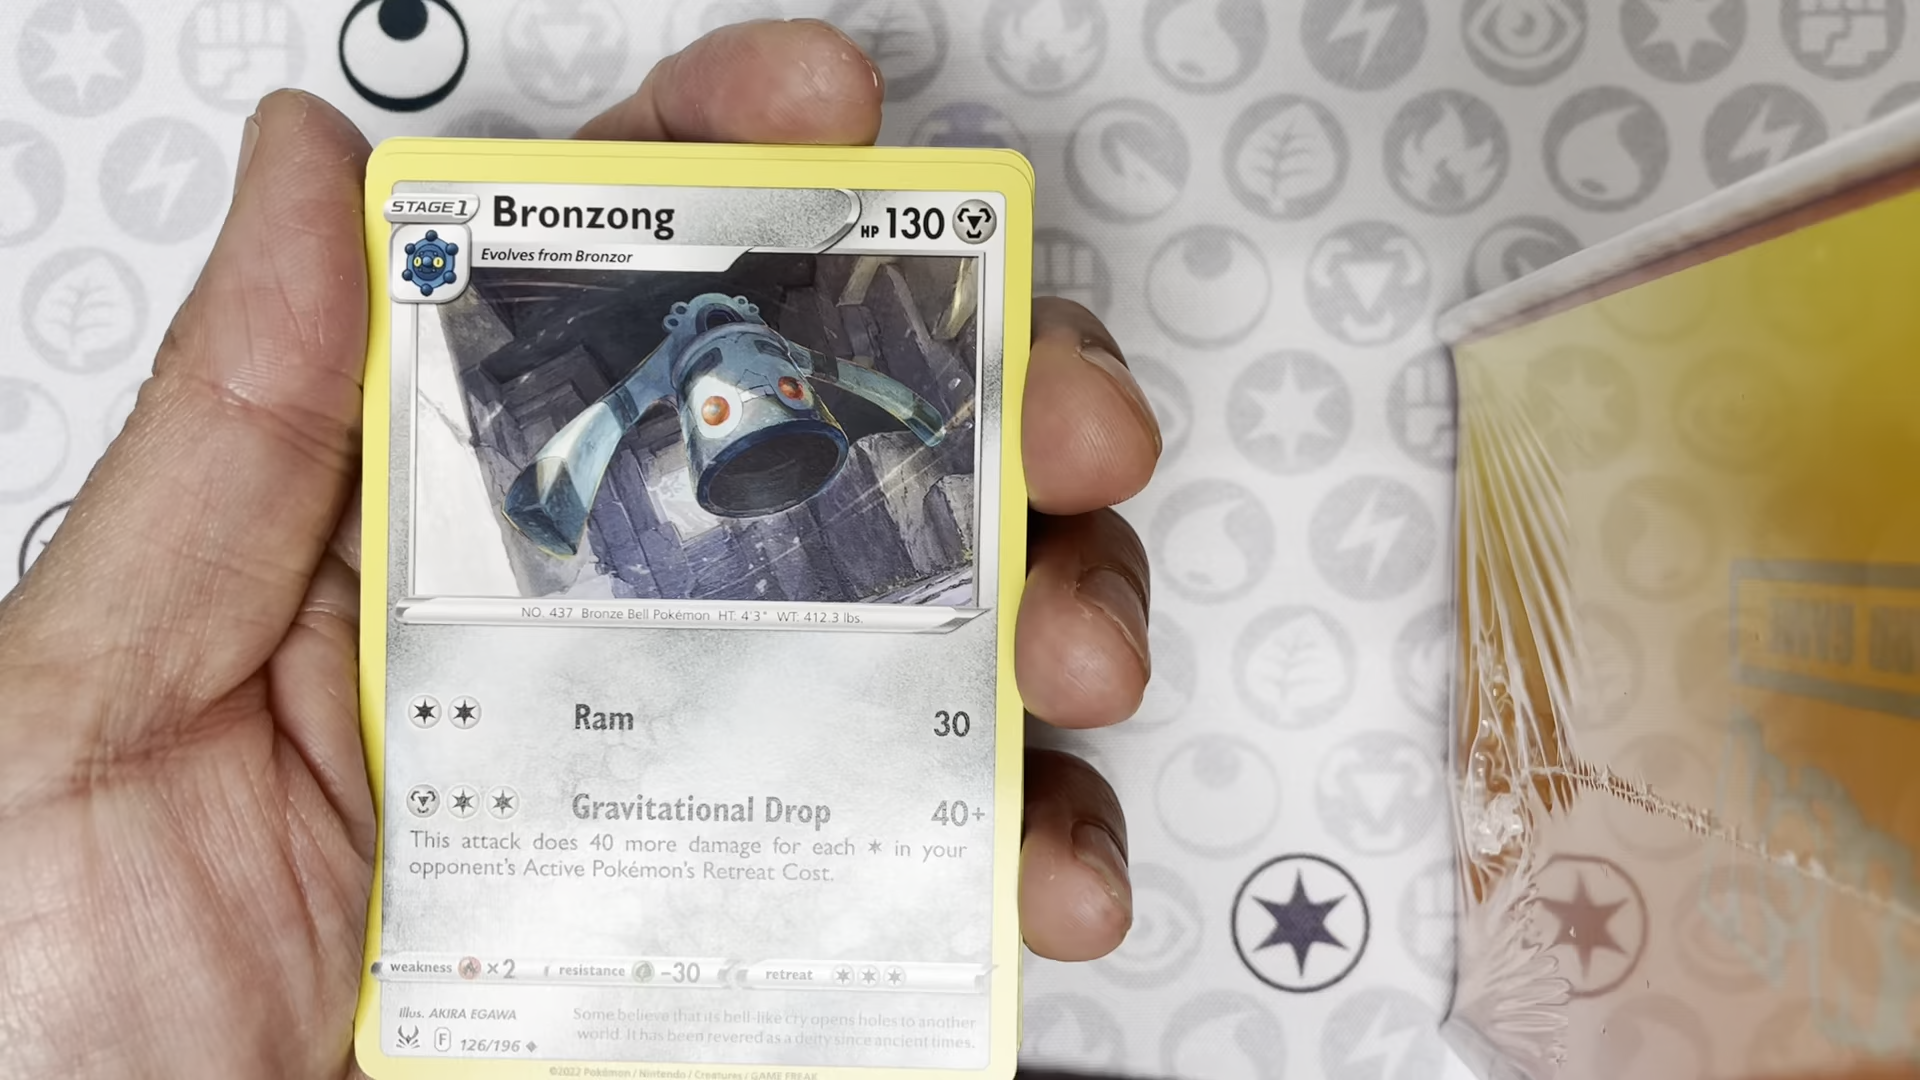 STAGE1
Bronzong
HP 130
Evolves from Bronzor
NO. 437 Bronze Bell Pokémon HT: 4'3" WT: 412.3 lbs.
Ram 30
Gravitational Drop 40+
This attack does 40 more damage for each ✶ in your
opponent's Active Pokémon's Retreat Cost.
weakness ×2 resistance -30 retreat
Illus. AKIRA EGAWA
Some believe that its bell-like cry opens holes to another
world. It has been revered as a deity since ancient times.
F 126/196 ◆
©2022 Pokémon / Nintendo / Creatures / GAME FREAK